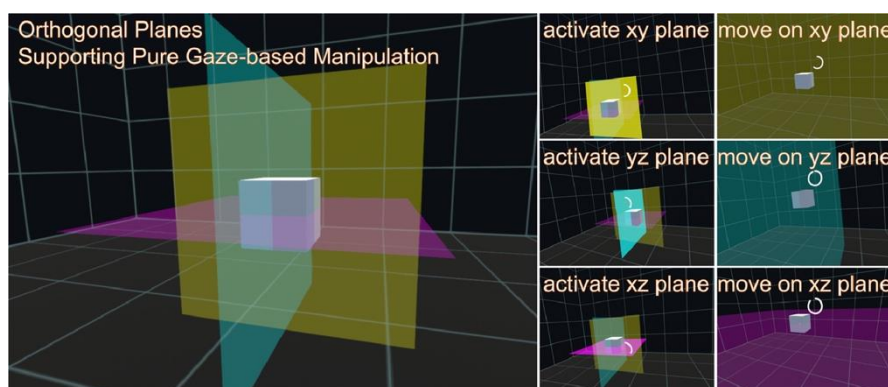 Orthogonal Planes
Supporting Pure Gaze-based Manipulation
activate xy plane
move on xy plane
activate yz plane
move on yz plane
activate xz plane
move on xz plane